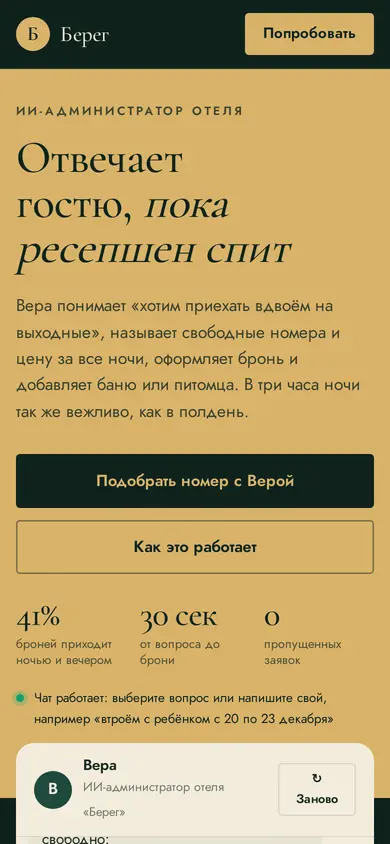 Б Берег Попробовать
ИИ-АДМИНИСТРАТОР ОТЕЛЯ
Отвечает
гостю, пока
ресепшен спит
Вера понимает «хотим приехать вдвоём на
выходные», называет свободные номера и
цену за все ночи, оформляет бронь и
добавляет баню или питомца. В три часа ночи
так же вежливо, как в полдень.
Подобрать номер с Верой
Как это работает
41% 30 сек 0
броней приходит от вопроса до пропущенных
ночью и вечером брони заявок
Чат работает: выберите вопрос или напишите свой,
например «втроём с ребёнком с 20 по 23 декабря»
Вера
В ИИ-администратор отеля
«Берег»
↻
Заново
свободно: